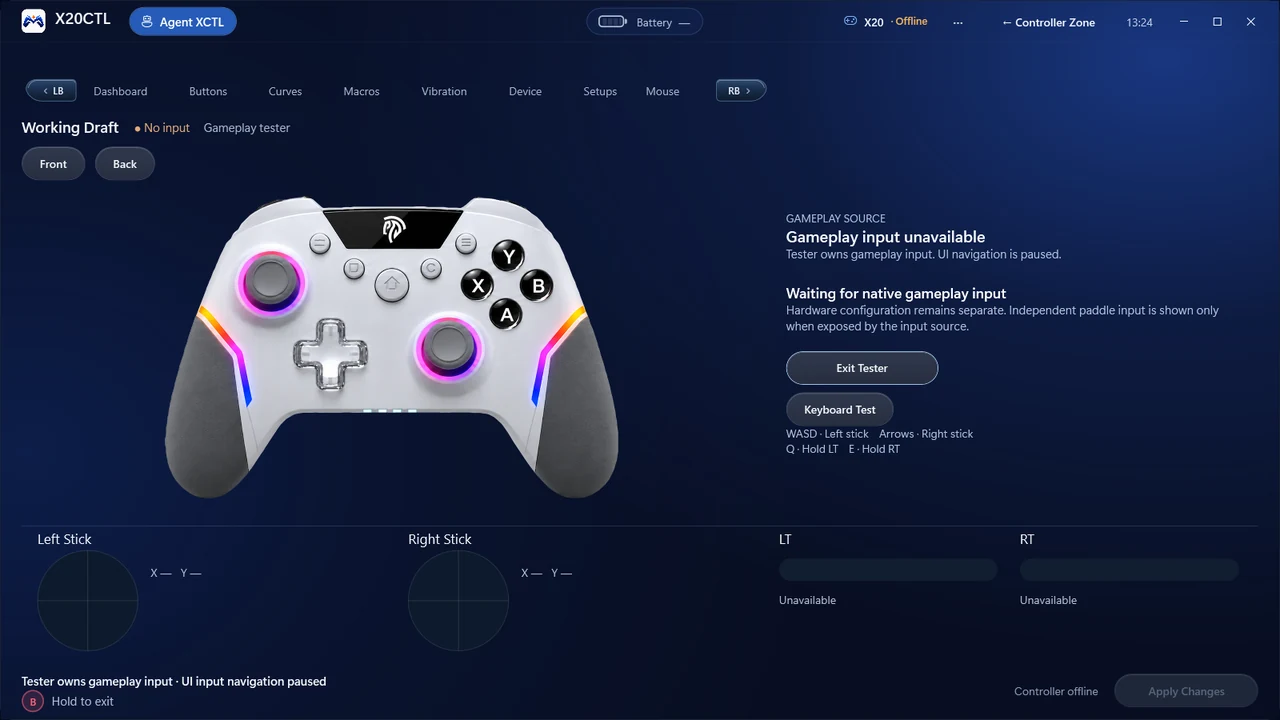 X20CTL
Agent XCTL
Battery —
X20 · Offline
...
← Controller Zone
13:24
‹ LB
Dashboard
Buttons
Curves
Macros
Vibration
Device
Setups
Mouse
RB ›
Working Draft
● No input
Gameplay tester
Front
Back
Y
X
B
A
C
GAMEPLAY SOURCE
Gameplay input unavailable
Tester owns gameplay input. UI navigation is paused.
Waiting for native gameplay input
Hardware configuration remains separate. Independent paddle input is shown only
when exposed by the input source.
Exit Tester
Keyboard Test
WASD · Left stick Arrows · Right stick
Q · Hold LT E · Hold RT
Left Stick
X — Y —
Right Stick
X — Y —
LT
Unavailable
RT
Unavailable
Tester owns gameplay input · UI input navigation paused
B Hold to exit
Controller offline
Apply Changes